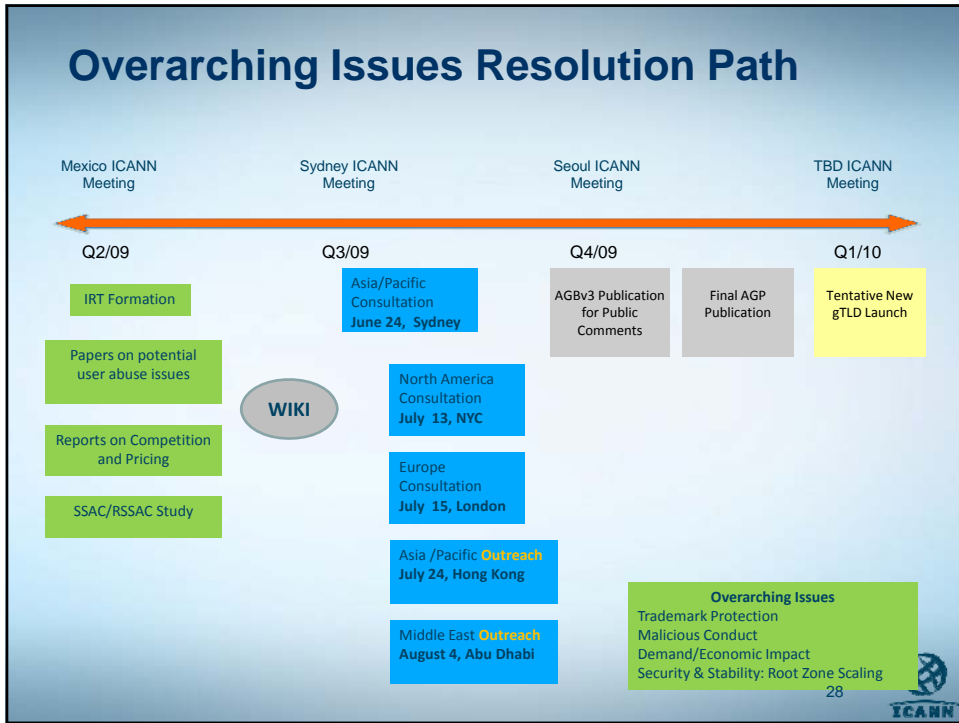 Overarching Issues Resolution Path
Mexico ICANN
Meeting
Sydney ICANN
Meeting
Seoul ICANN
Meeting
TBD ICANN
Meeting
Q2/09
Q3/09
Q4/09
Q1/10
IRT Formation
Papers on potential
user abuse issues
Reports on Competition
and Pricing
SSAC/RSSAC Study
WIKI
Asia/Pacific
Consultation
June 24, Sydney
North America
Consultation
July 13, NYC
Europe
Consultation
July 15, London
Asia /Pacific Outreach
July 24, Hong Kong
Middle East Outreach
August 4, Abu Dhabi
AGBv3 Publication
for Public
Comments
Final AGP
Publication
Tentative New
gTLD Launch
Overarching Issues
Trademark Protection
Malicious Conduct
Demand/Economic Impact
Security & Stability: Root Zone Scaling
28
ICANN